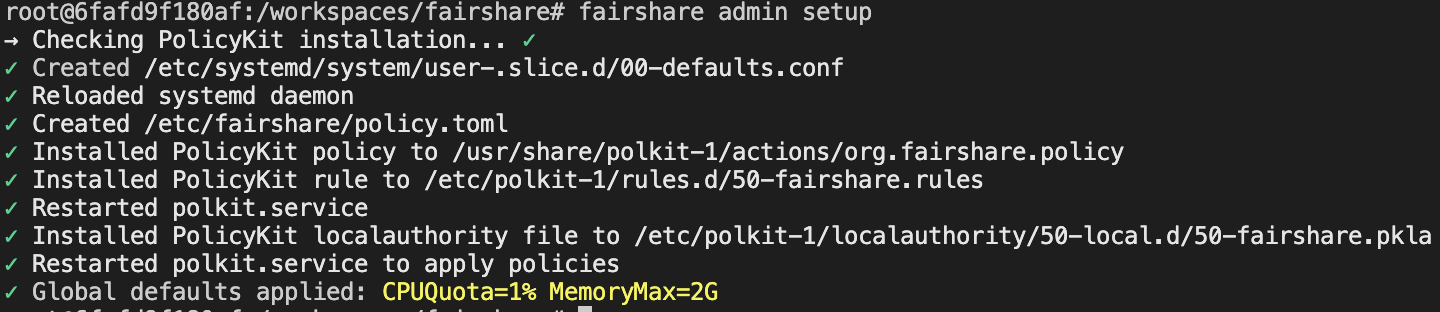 root@6fafd9f180af:/workspaces/fairshare# fairshare admin setup
→ Checking PolicyKit installation... ✓
✓ Created /etc/systemd/system/user-.slice.d/00-defaults.conf
✓ Reloaded systemd daemon
✓ Created /etc/fairshare/policy.toml
✓ Installed PolicyKit policy to /usr/share/polkit-1/actions/org.fairshare.policy
✓ Installed PolicyKit rule to /etc/polkit-1/rules.d/50-fairshare.rules
✓ Restarted polkit.service
✓ Installed PolicyKit localauthority file to /etc/polkit-1/localauthority/50-local.d/50-fairshare.pkla
✓ Restarted polkit.service to apply policies
✓ Global defaults applied: CPUQuota=1% MemoryMax=2G